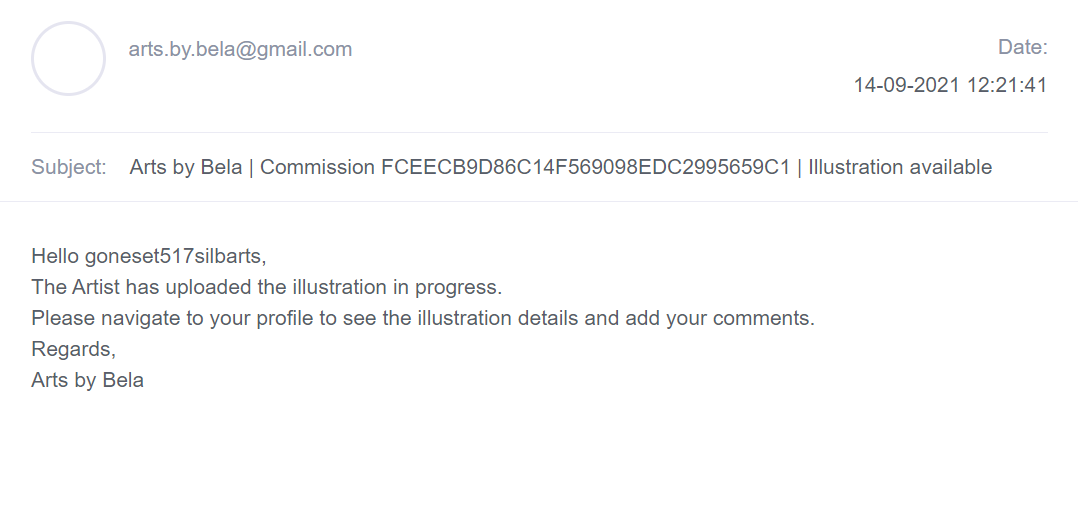 arts.by.bela@gmail.com
Date:
14-09-2021 12:21:41
Subject: Arts by Bela | Commission FCEECB9D86C14F569098EDC2995659C1 | Illustration available
Hello goneset517silbarts,
The Artist has uploaded the illustration in progress.
Please navigate to your profile to see the illustration details and add your comments.
Regards,
Arts by Bela